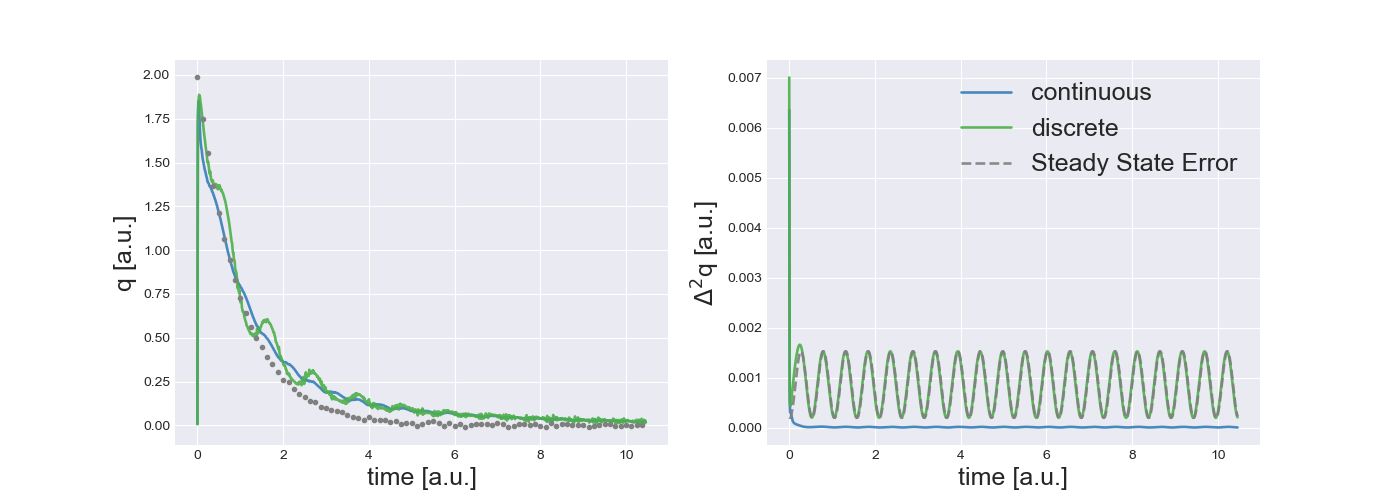 2.00
1.75
1.50
1.25
1.00
0.75
0.50
0.25
0.00
q [a.u.]
0 2 4 6 8 10
time [a.u.]
0.007
0.006
0.005
0.004
0.003
0.002
0.001
0.000
Δ²q [a.u.]
continuous
discrete
Steady State Error
0 2 4 6 8 10
time [a.u.]